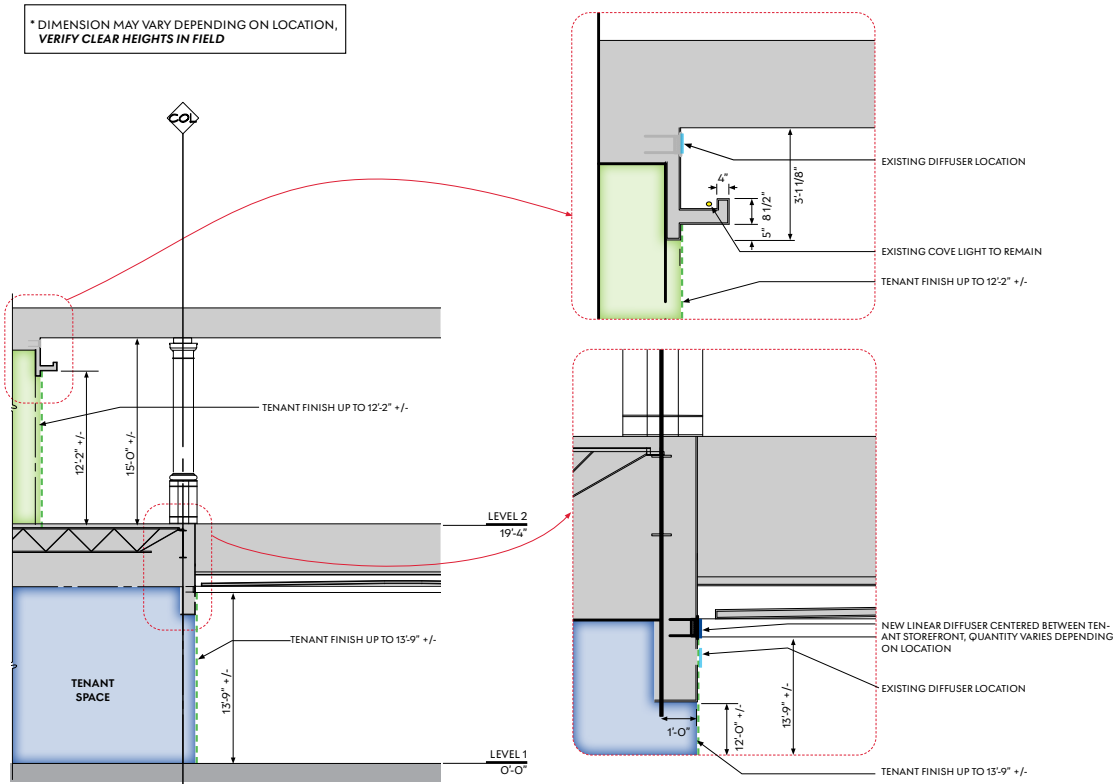 * DIMENSION MAY VARY DEPENDING ON LOCATION,
VERIFY CLEAR HEIGHTS IN FIELD
COL
TENANT FINISH UP TO 12'-2" +/-
12'-2" +/-
15'-0" +/-
LEVEL 2
19'-4"
TENANT FINISH UP TO 13'-9" +/-
TENANT
SPACE
13'-9" +/-
LEVEL 1
0'-0"
EXISTING DIFFUSER LOCATION
4"
3'-1 1/8"
8 1/2"
5"
EXISTING COVE LIGHT TO REMAIN
TENANT FINISH UP TO 12'-2" +/-
NEW LINEAR DIFFUSER CENTERED BETWEEN TEN-
ANT STOREFRONT, QUANTITY VARIES DEPENDING
ON LOCATION
EXISTING DIFFUSER LOCATION
13'-9" +/-
12'-0" +/-
1'-0"
TENANT FINISH UP TO 13'-9" +/-